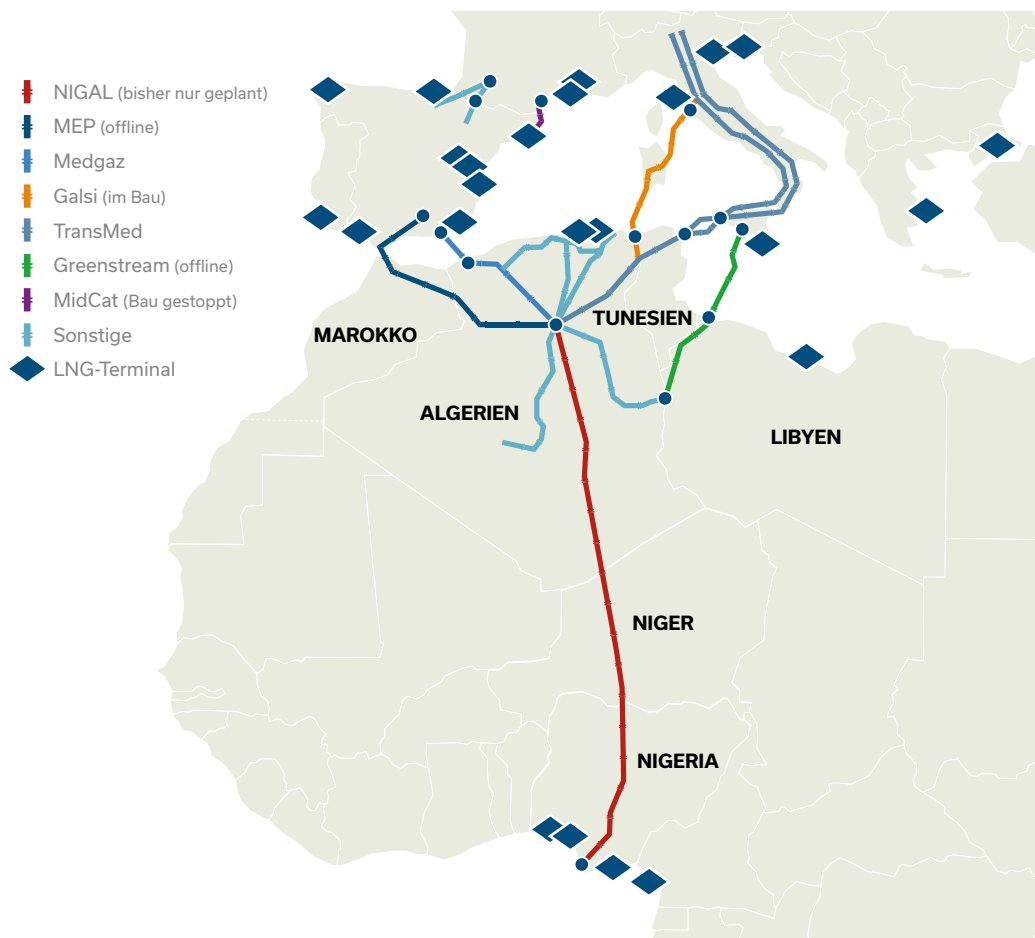 NIGAL (bisher nur geplant)
MEP (offline)
Medgaz
Galsi (im Bau)
TransMed
Greenstream (offline)
MidCat (Bau gestoppt)
Sonstige
LNG-Terminal
MAROKKO
TUNESIEN
ALGERIEN
LIBYEN
NIGER
NIGERIA